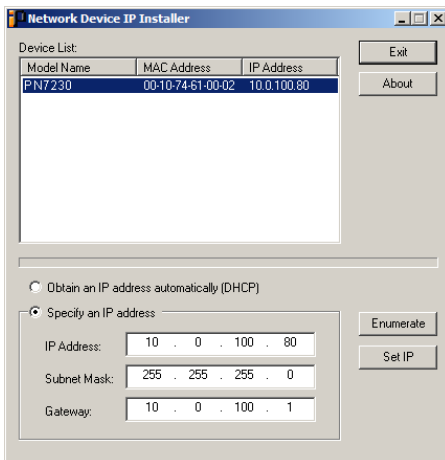 Network Device IP Installer
Device List:
Exit
Model Name MAC Address IP Address
PN7230 00-10-74-61-00-02 10.0.100.80
About
Obtain an IP address automatically (DHCP)
Specify an IP address
Enumerate
IP Address: 10 . 0 . 100 . 80
Set IP
Subnet Mask: 255 . 255 . 255 . 0
Gateway: 10 . 0 . 100 . 1